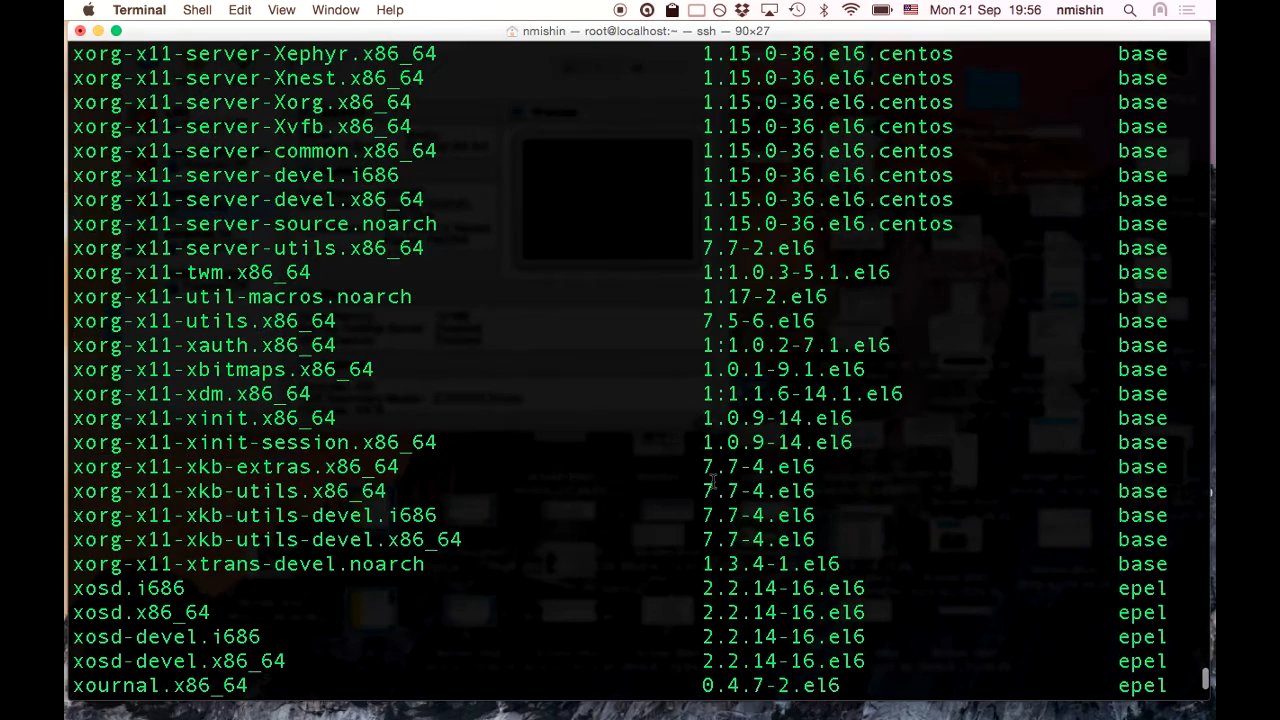 Terminal Shell Edit View Window Help Mon 21 Sep 19:56 nmishin
nmishin — root@localhost:~ — ssh — 90×27
xorg-x11-server-Xephyr.x86_64 1.15.0-36.el6.centos base
xorg-x11-server-Xnest.x86_64 1.15.0-36.el6.centos base
xorg-x11-server-Xorg.x86_64 1.15.0-36.el6.centos base
xorg-x11-server-Xvfb.x86_64 1.15.0-36.el6.centos base
xorg-x11-server-common.x86_64 1.15.0-36.el6.centos base
xorg-x11-server-devel.i686 1.15.0-36.el6.centos base
xorg-x11-server-devel.x86_64 1.15.0-36.el6.centos base
xorg-x11-server-source.noarch 1.15.0-36.el6.centos base
xorg-x11-server-utils.x86_64 7.7-2.el6 base
xorg-x11-twm.x86_64 1:1.0.3-5.1.el6 base
xorg-x11-util-macros.noarch 1.17-2.el6 base
xorg-x11-utils.x86_64 7.5-6.el6 base
xorg-x11-xauth.x86_64 1:1.0.2-7.1.el6 base
xorg-x11-xbitmaps.x86_64 1.0.1-9.1.el6 base
xorg-x11-xdm.x86_64 1:1.1.6-14.1.el6 base
xorg-x11-xinit.x86_64 1.0.9-14.el6 base
xorg-x11-xinit-session.x86_64 1.0.9-14.el6 base
xorg-x11-xkb-extras.x86_64 7.7-4.el6 base
xorg-x11-xkb-utils.x86_64 7.7-4.el6 base
xorg-x11-xkb-utils-devel.i686 7.7-4.el6 base
xorg-x11-xkb-utils-devel.x86_64 7.7-4.el6 base
xorg-x11-xtrans-devel.noarch 1.3.4-1.el6 base
xosd.i686 2.2.14-16.el6 epel
xosd.x86_64 2.2.14-16.el6 epel
xosd-devel.i686 2.2.14-16.el6 epel
xosd-devel.x86_64 2.2.14-16.el6 epel
xournal.x86_64 0.4.7-2.el6 epel